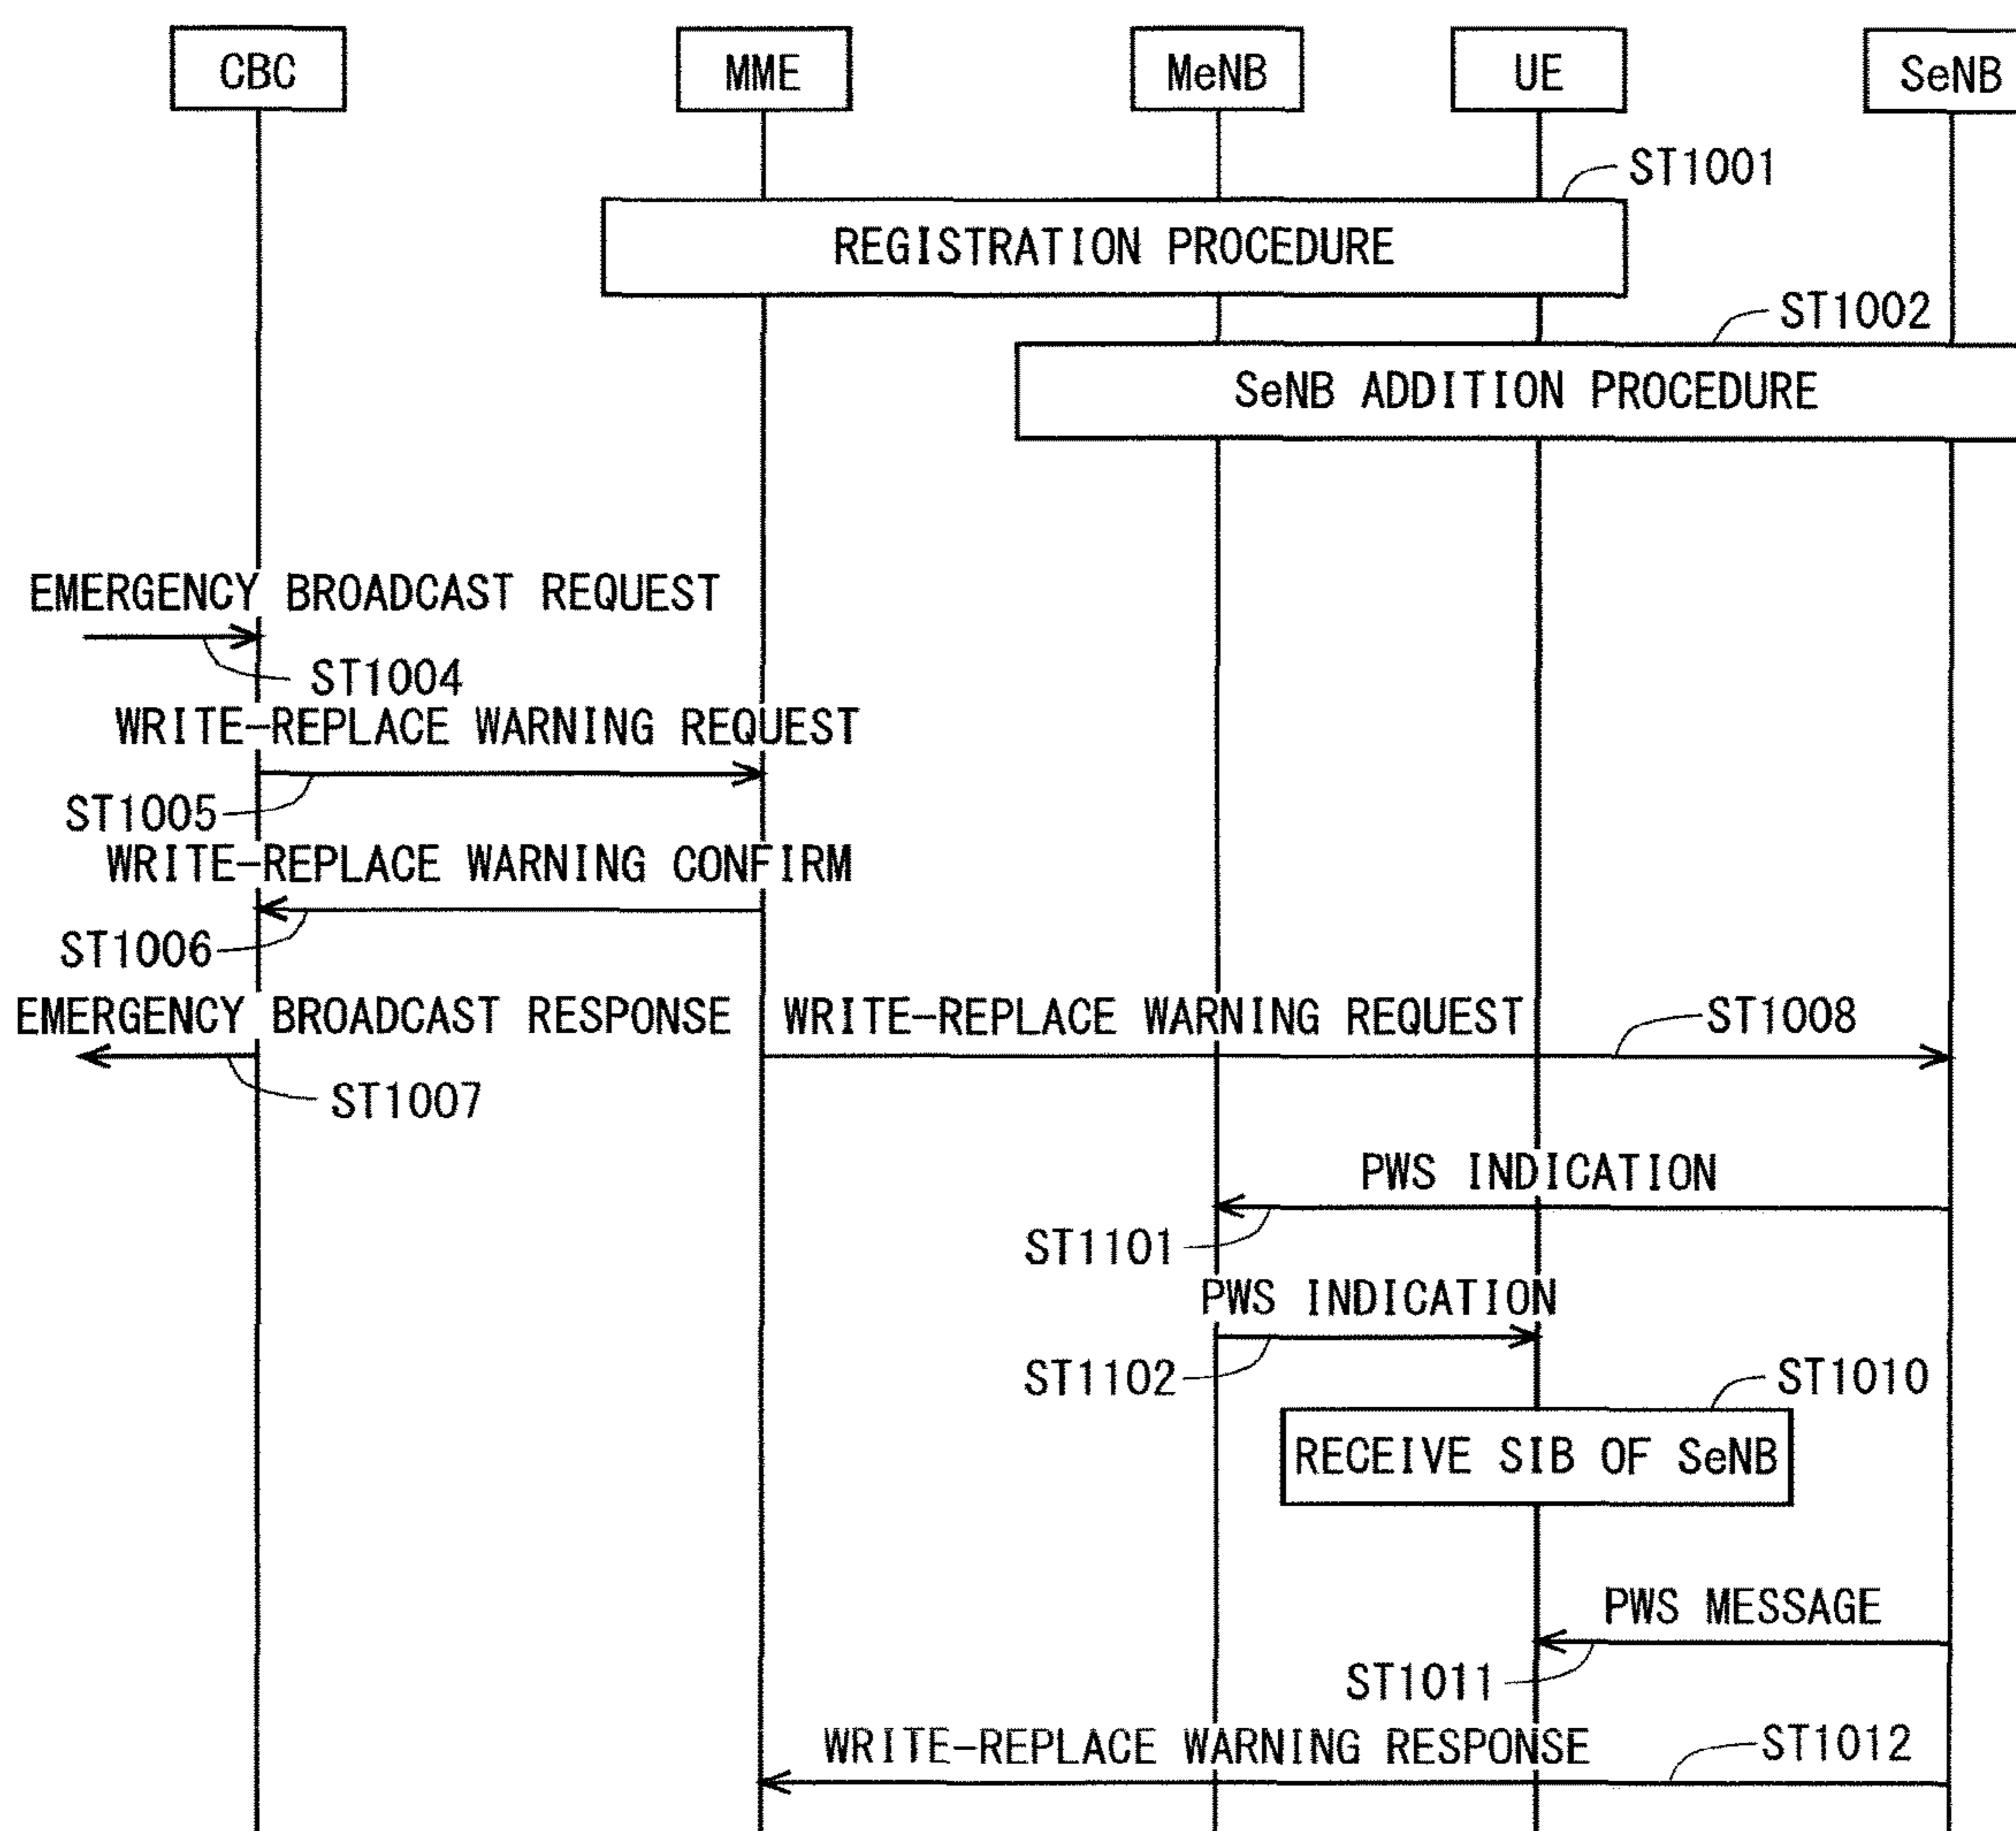 CBC MME MeNB UE SeNB
ST1001
REGISTRATION PROCEDURE
ST1002
SeNB ADDITION PROCEDURE
EMERGENCY BROADCAST REQUEST
ST1004
WRITE-REPLACE WARNING REQUEST
ST1005
WRITE-REPLACE WARNING CONFIRM
ST1006
EMERGENCY BROADCAST RESPONSE WRITE-REPLACE WARNING REQUEST ST1008
ST1007
PWS INDICATION
ST1101
PWS INDICATION
ST1102 ST1010
RECEIVE SIB OF SeNB
PWS MESSAGE
ST1011
WRITE-REPLACE WARNING RESPONSE ST1012